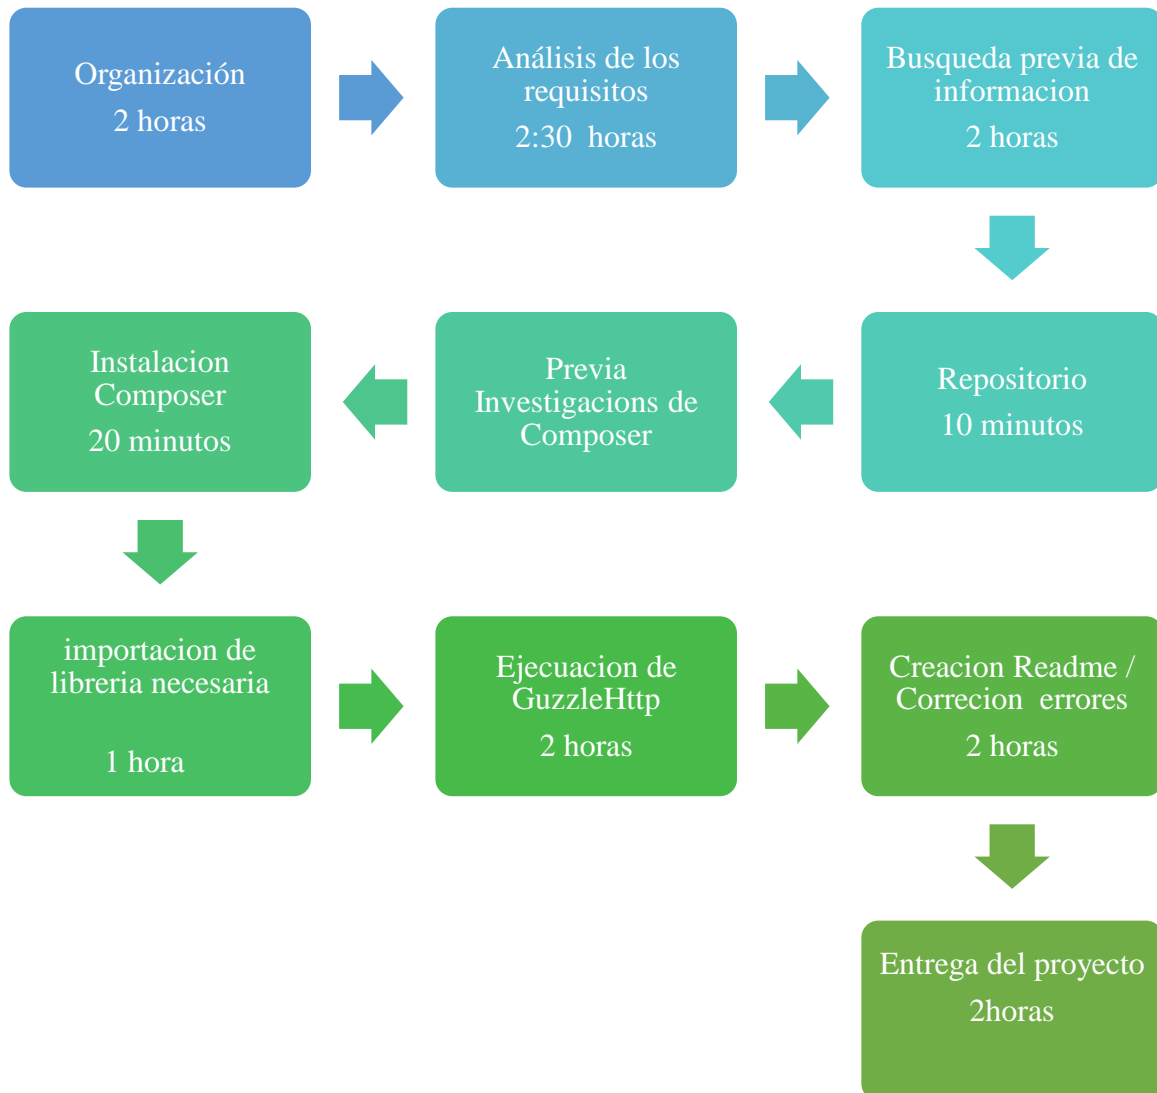 Organización
2 horas
Análisis de los
requisitos
2:30  horas
Busqueda previa de
informacion
2 horas
Repositorio
10 minutos
Previa
Investigacions de
Composer
Instalacion
Composer
20 minutos
importacion de
libreria necesaria
1 hora
Ejecuacion de
GuzzleHttp
2 horas
Creacion Readme /
Correcion  errores
2 horas
Entrega del proyecto
2horas